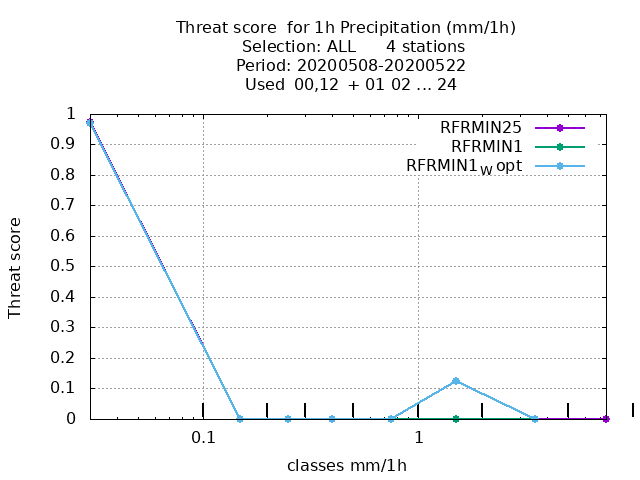 Threat score  for 1h Precipitation (mm/1h)
Selection: ALL      4 stations
Period: 20200508-20200522
Used  00,12  + 01 02 ... 24
RFRMIN25
RFRMIN1
RFRMIN1W opt
1
0.9
0.8
0.7
0.6
0.5
0.4
0.3
0.2
0.1
0
Threat score
0.1 1
classes mm/1h